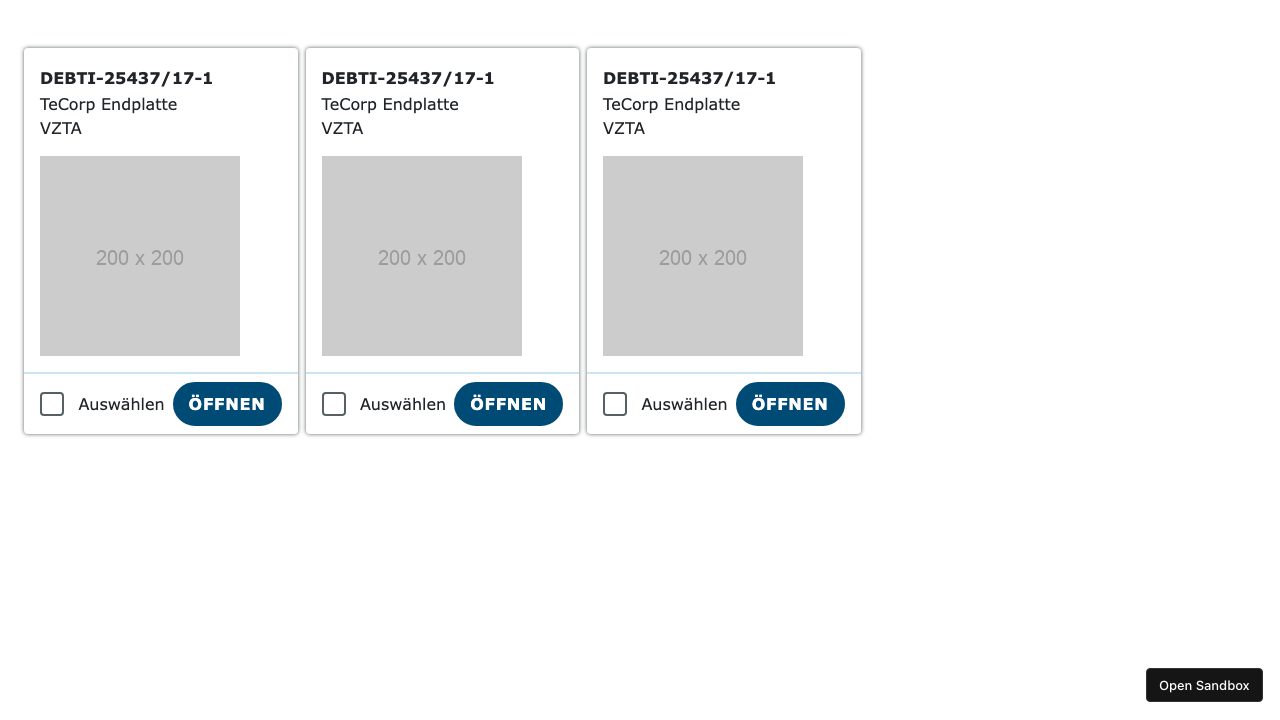 DEBTI-25437/17-1
TeCorp Endplatte
VZTA
200 x 200
Auswählen ÖFFNEN
DEBTI-25437/17-1
TeCorp Endplatte
VZTA
200 x 200
Auswählen ÖFFNEN
DEBTI-25437/17-1
TeCorp Endplatte
VZTA
200 x 200
Auswählen ÖFFNEN
Open Sandbox